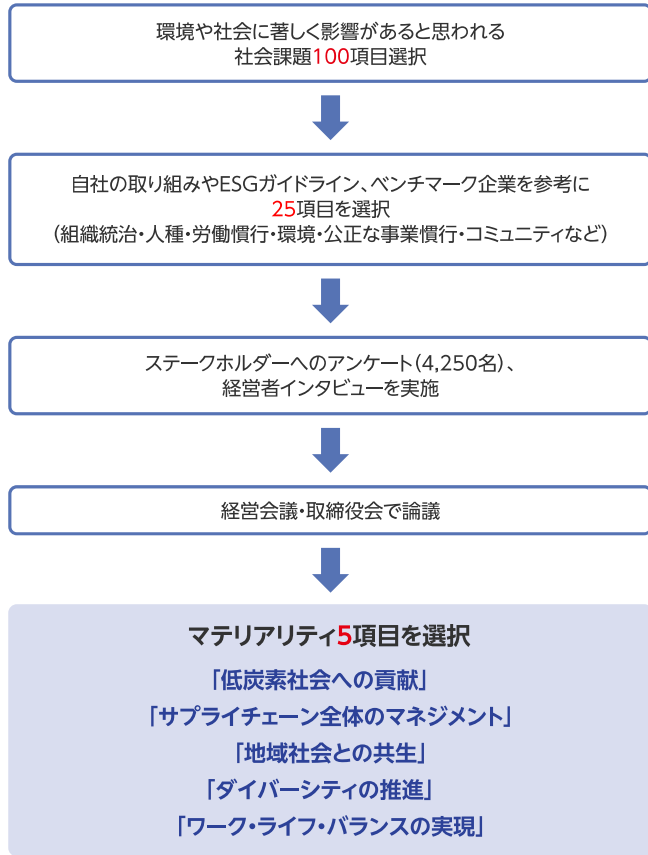 環境や社会に著しく影響があると思われる
社会課題100項目選択
自社の取り組みやESGガイドライン、ベンチマーク企業を参考に
25項目を選択
(組織統治・人種・労働慣行・環境・公正な事業慣行・コミュニティなど)
ステークホルダーへのアンケート(4,250名)、
経営者インタビューを実施
経営会議・取締役会で論議
マテリアリティ5項目を選択
「低炭素社会への貢献」
「サプライチェーン全体のマネジメント」
「地域社会との共生」
「ダイバーシティの推進」
「ワーク・ライフ・バランスの実現」